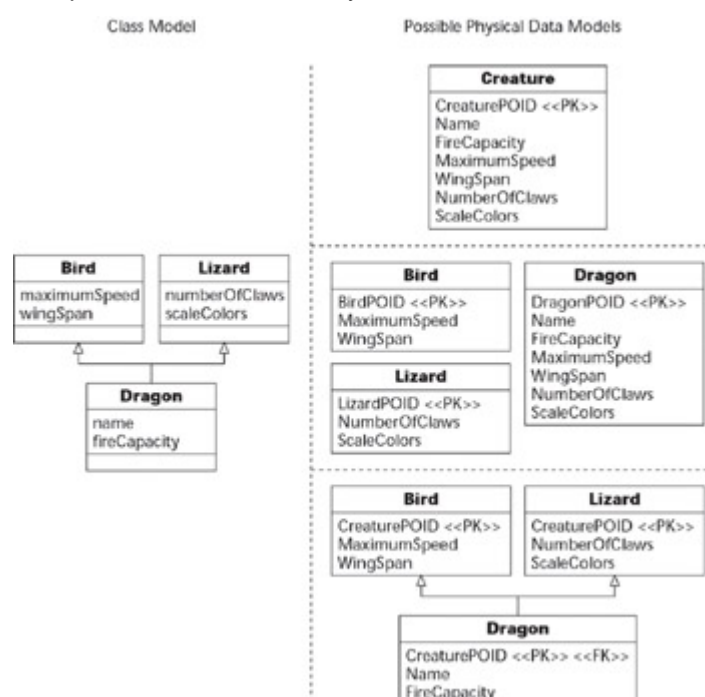 Class Model
Possible Physical Data Models
Creature
CreaturePOID <<PK>>
Name
FireCapacity
MaximumSpeed
WingSpan
NumberOfClaws
ScaleColors
Bird
maximumSpeed
wingSpan
Lizard
numberOfClaws
scaleColors
Dragon
name
fireCapacity
Bird
BirdPOID <<PK>>
MaximumSpeed
WingSpan
Lizard
LizardPOID <<PK>>
NumberOfClaws
ScaleColors
Dragon
DragonPOID <<PK>>
Name
FireCapacity
MaximumSpeed
WingSpan
NumberOfClaws
ScaleColors
Bird
CreaturePOID <<PK>>
MaximumSpeed
WingSpan
Lizard
CreaturePOID <<PK>>
NumberOfClaws
ScaleColors
Dragon
CreaturePOID <<PK>> <<FK>>
Name
FireCapacity